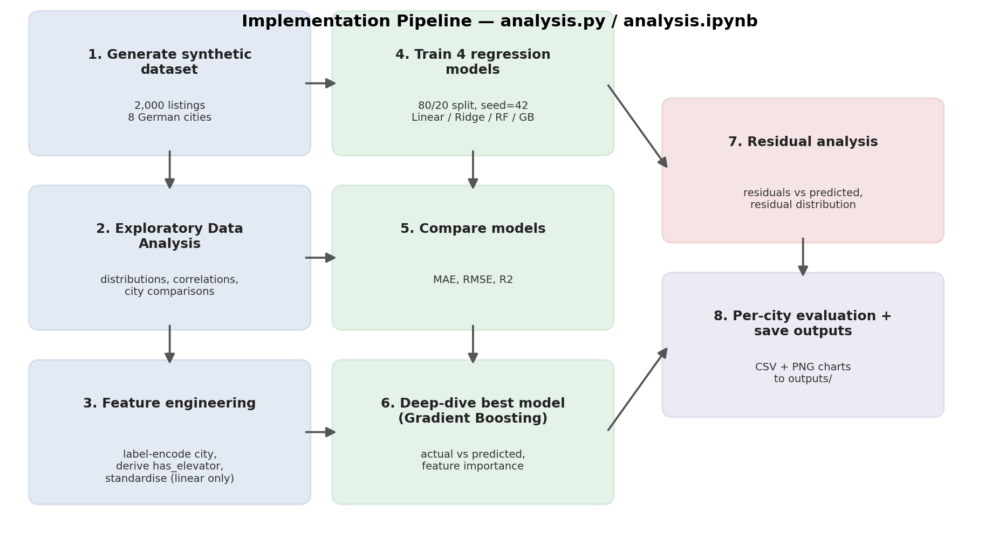 Implementation Pipeline — analysis.py / analysis.ipynb
1. Generate synthetic
dataset
2,000 listings
8 German cities
2. Exploratory Data
Analysis
distributions, correlations,
city comparisons
3. Feature engineering
label-encode city,
derive has_elevator,
standardise (linear only)
4. Train 4 regression
models
80/20 split, seed=42
Linear / Ridge / RF / GB
5. Compare models
MAE, RMSE, R2
6. Deep-dive best model
(Gradient Boosting)
actual vs predicted,
feature importance
7. Residual analysis
residuals vs predicted,
residual distribution
8. Per-city evaluation +
save outputs
CSV + PNG charts
to outputs/